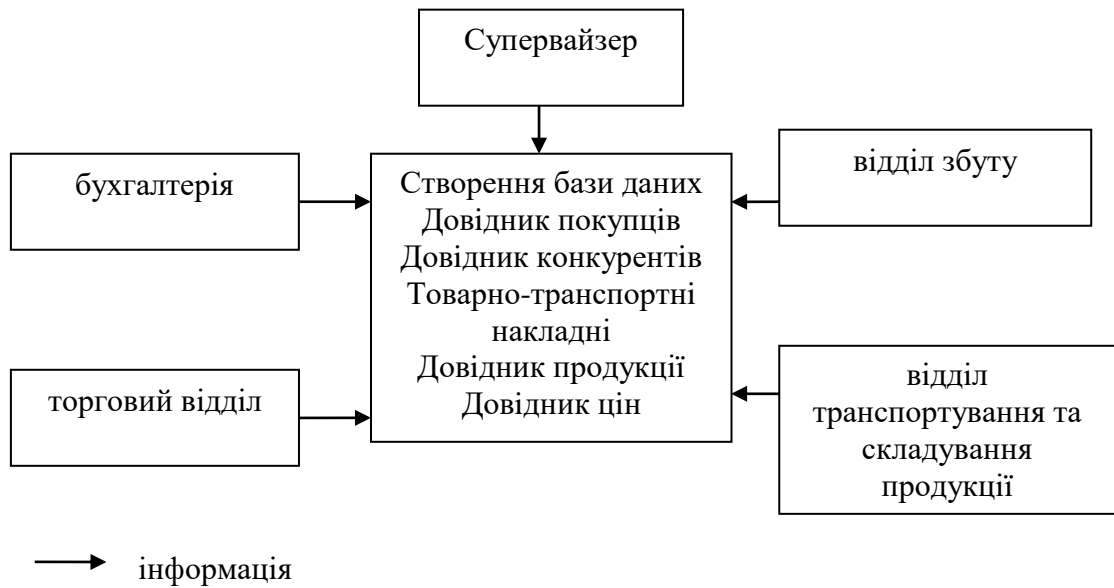 Супервайзер
бухгалтерія
відділ збуту
Створення бази даних
Довідник покупців
Довідник конкурентів
Товарно-транспортні
накладні
Довідник продукції
Довідник цін
торговий відділ
відділ
транспортування та
складування
продукції
інформація